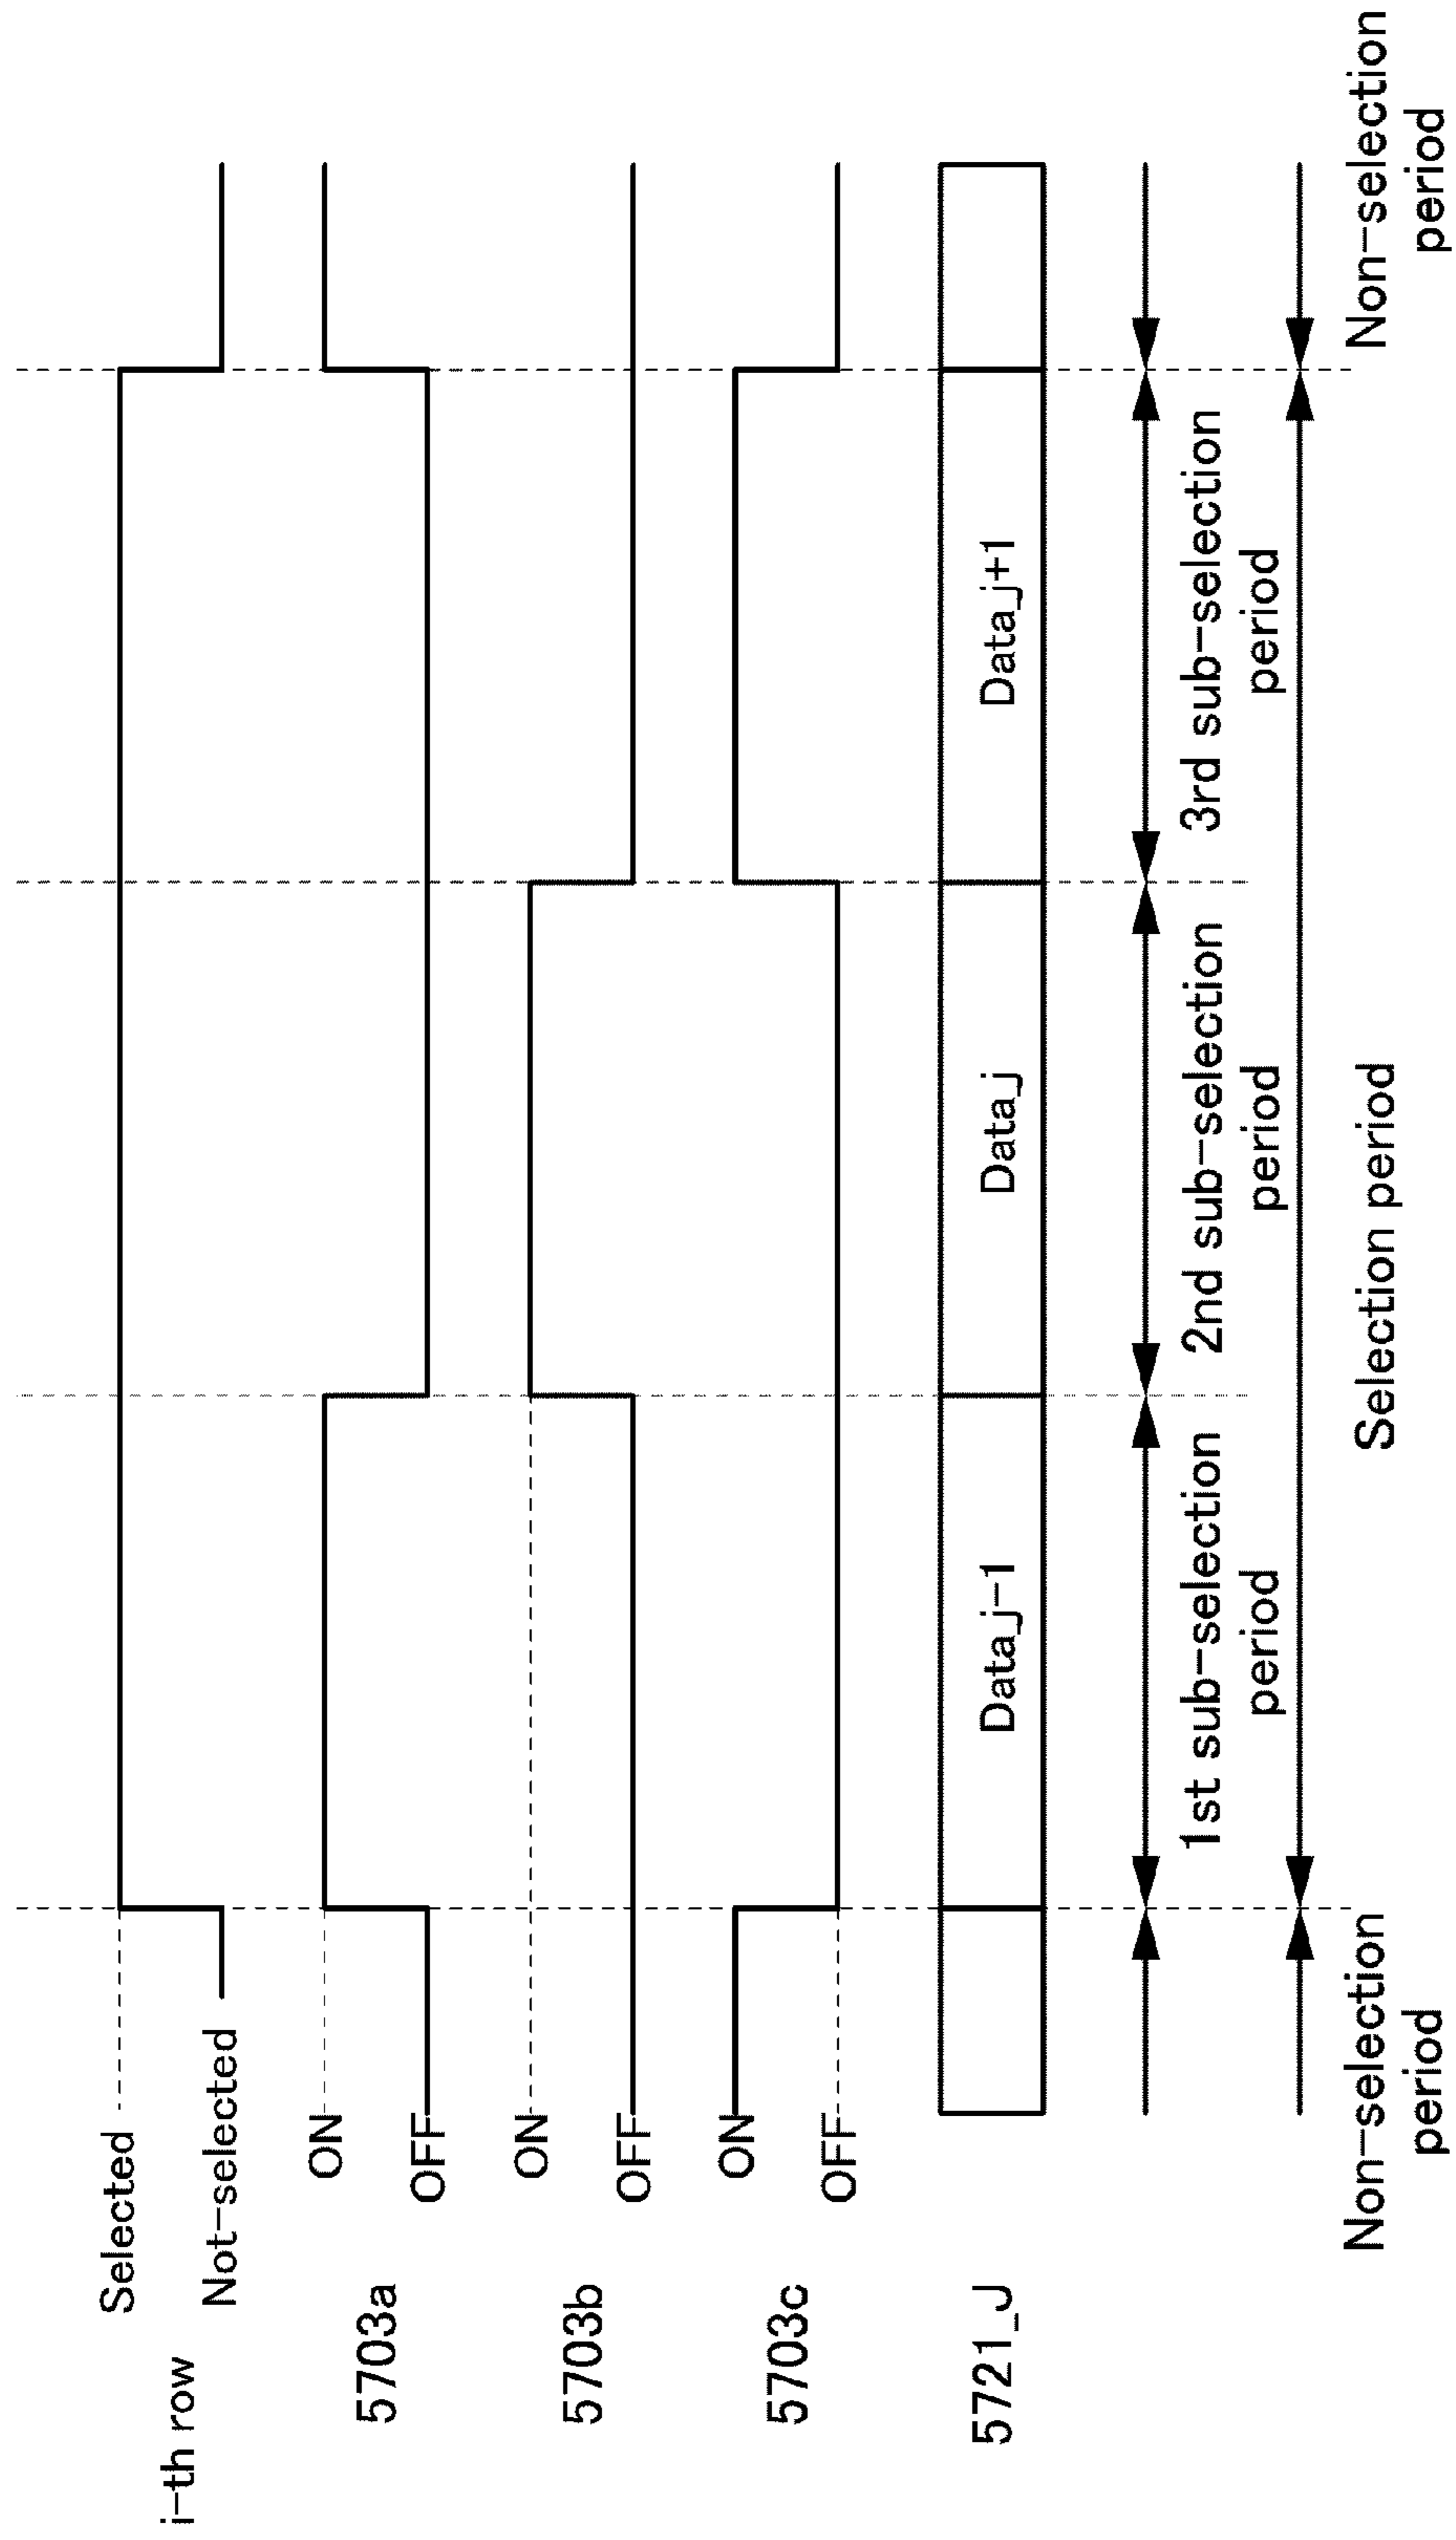 Selected
i-th row
Not-selected
ON
5703a
OFF
ON
5703b
OFF
ON
5703c
OFF
5721_J
Data_j-1
Data_j
Data_j+1
1st sub-selection
period
2nd sub-selection
period
3rd sub-selection
period
Non-selection
period
Selection period
Non-selection
period